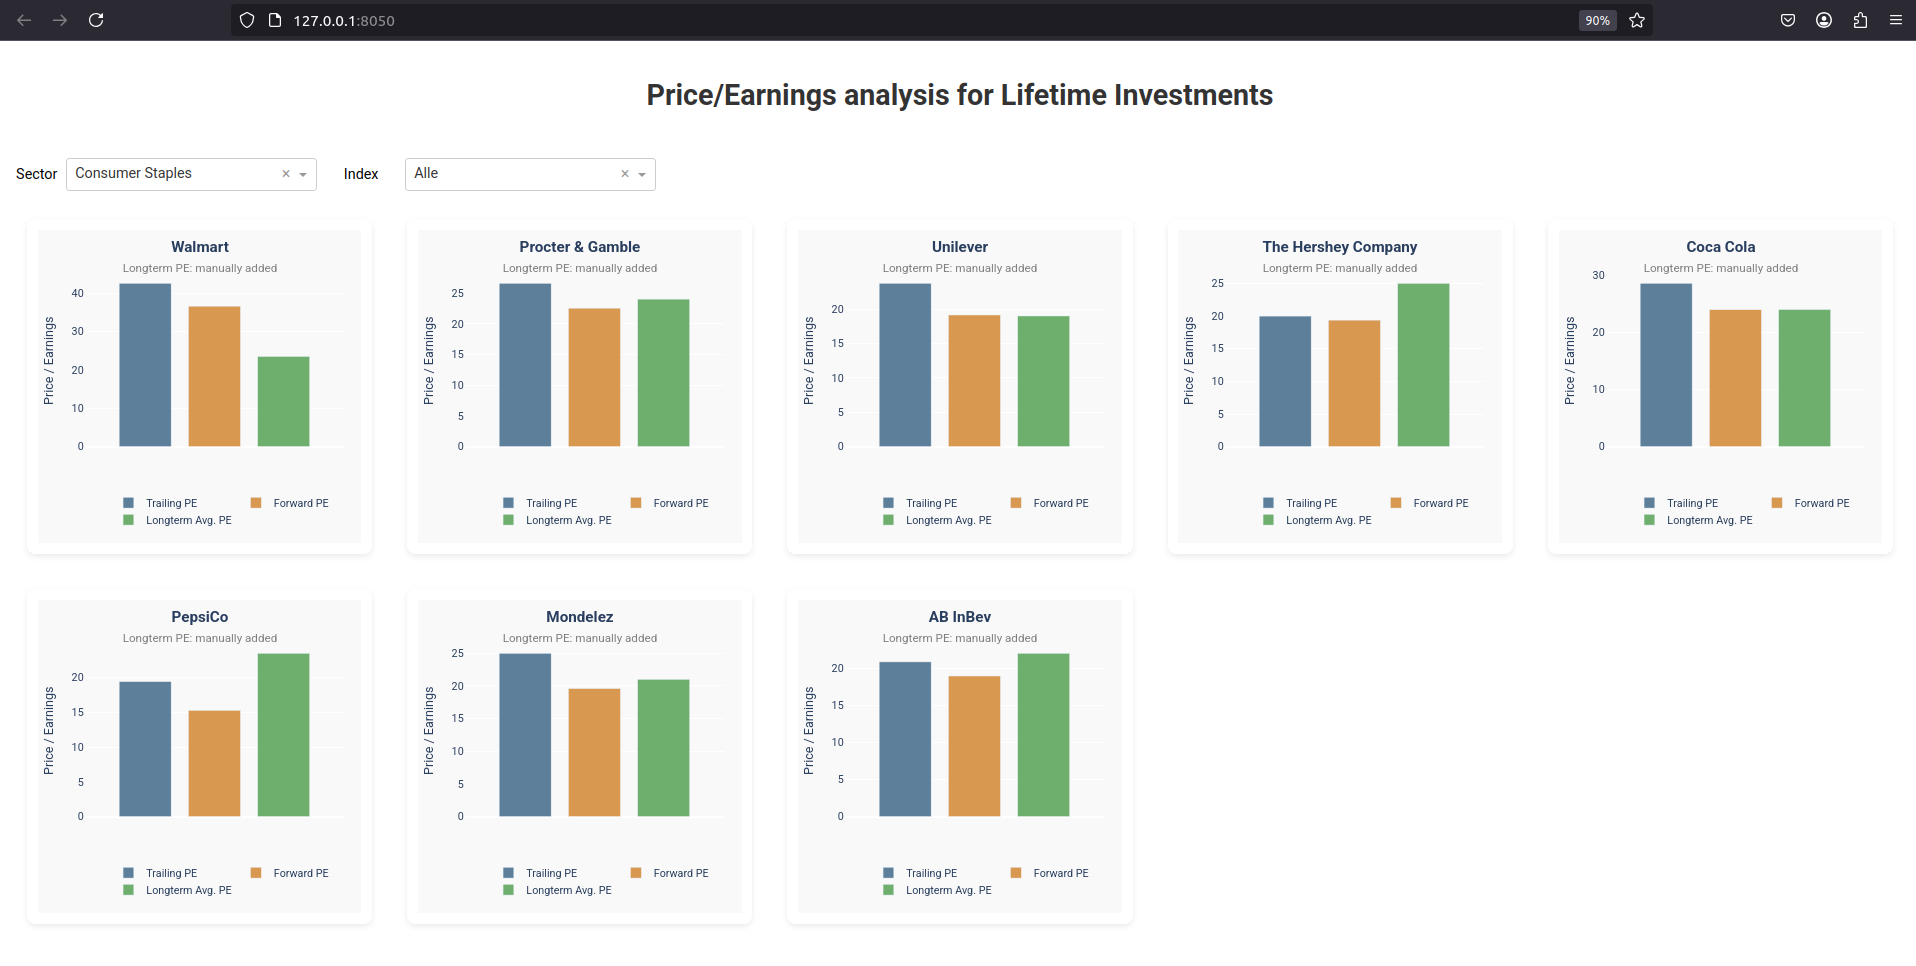 127.0.0.1:8050
90%
Price/Earnings analysis for Lifetime Investments
Sector Consumer Staples × Index Alle ×
Walmart
Longterm PE: manually added
Price / Earnings
40
30
20
10
0
Trailing PE Forward PE
Longterm Avg. PE
Procter & Gamble
Longterm PE: manually added
Price / Earnings
25
20
15
10
5
0
Trailing PE Forward PE
Longterm Avg. PE
Unilever
Longterm PE: manually added
Price / Earnings
20
15
10
5
0
Trailing PE Forward PE
Longterm Avg. PE
The Hershey Company
Longterm PE: manually added
Price / Earnings
25
20
15
10
5
0
Trailing PE Forward PE
Longterm Avg. PE
Coca Cola
Longterm PE: manually added
Price / Earnings
30
20
10
0
Trailing PE Forward PE
Longterm Avg. PE
PepsiCo
Longterm PE: manually added
Price / Earnings
20
15
10
5
0
Trailing PE Forward PE
Longterm Avg. PE
Mondelez
Longterm PE: manually added
Price / Earnings
25
20
15
10
5
0
Trailing PE Forward PE
Longterm Avg. PE
AB InBev
Longterm PE: manually added
Price / Earnings
20
15
10
5
0
Trailing PE Forward PE
Longterm Avg. PE